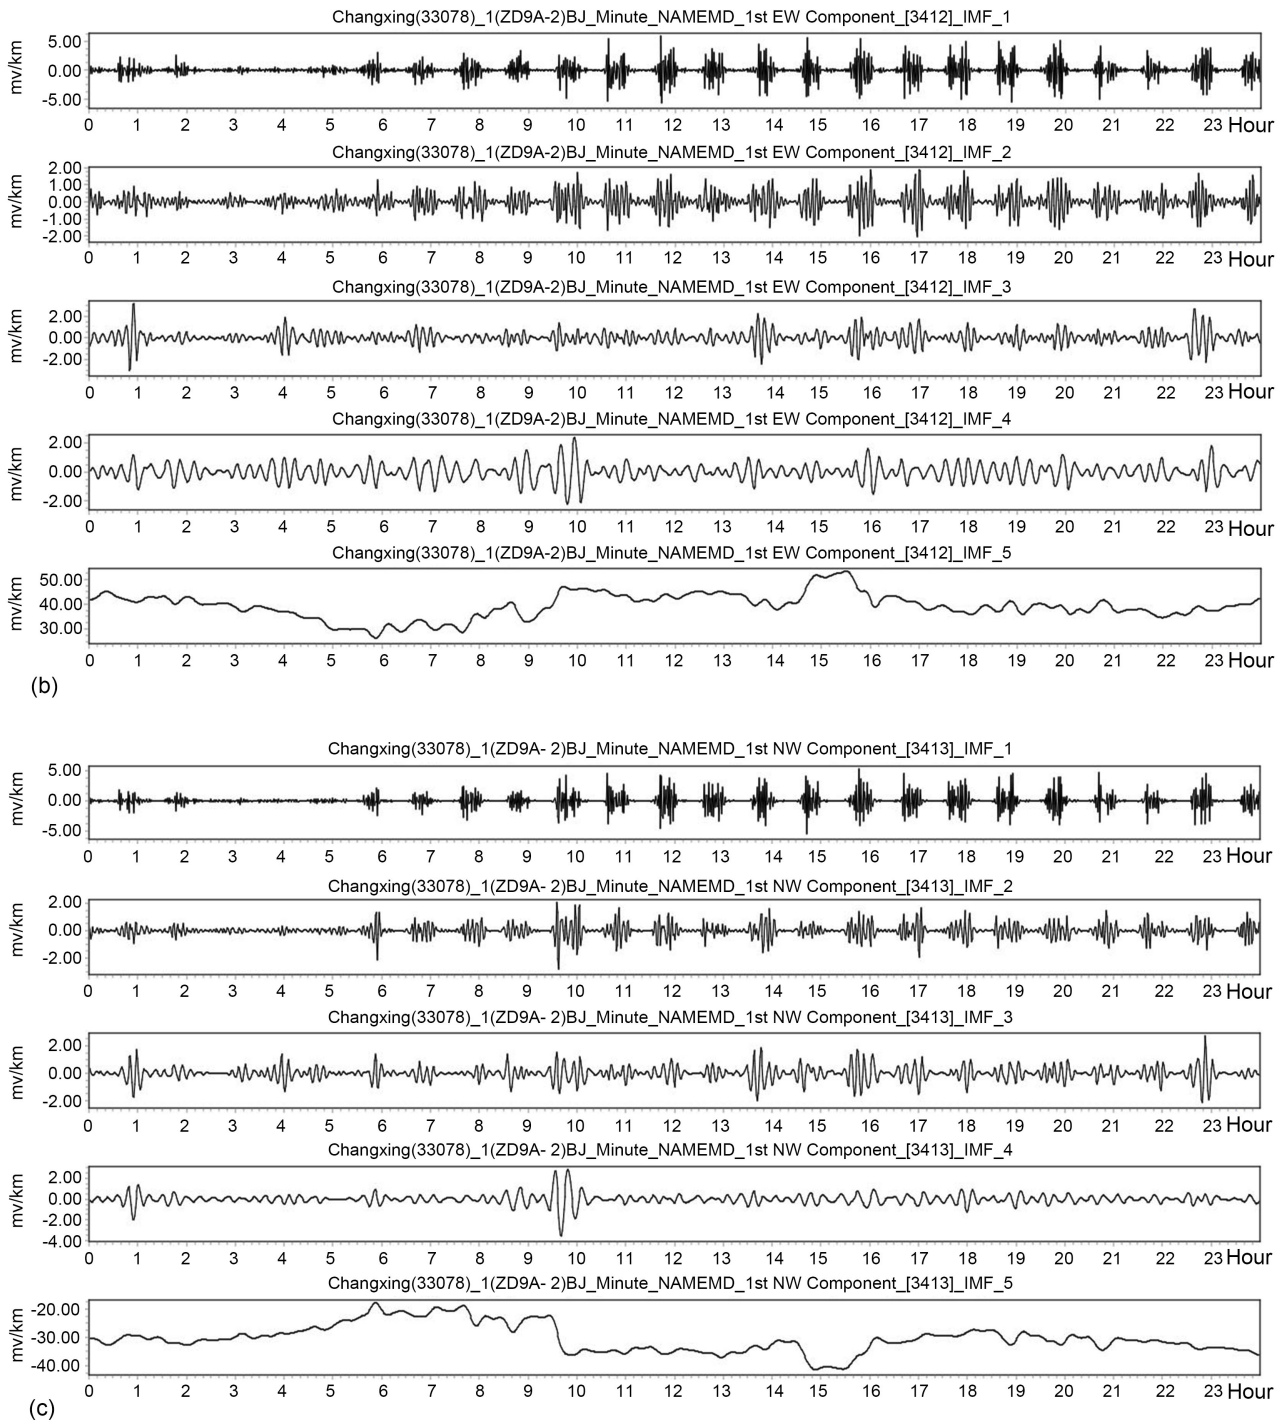 Changxing(33078)_1(ZD9A-2)BJ_Minute_NAMEMD_1st EW Component_[3412]_IMF_1
mv/km
5.00
0.00
-5.00
0 1 2 3 4 5 6 7 8 9 10 11 12 13 14 15 16 17 18 19 20 21 22 23 Hour
Changxing(33078)_1(ZD9A-2)BJ_Minute_NAMEMD_1st EW Component_[3412]_IMF_2
mv/km
2.00
1.00
0.00
-1.00
-2.00
0 1 2 3 4 5 6 7 8 9 10 11 12 13 14 15 16 17 18 19 20 21 22 23 Hour
Changxing(33078)_1(ZD9A-2)BJ_Minute_NAMEMD_1st EW Component_[3412]_IMF_3
mv/km
2.00
0.00
-2.00
0 1 2 3 4 5 6 7 8 9 10 11 12 13 14 15 16 17 18 19 20 21 22 23 Hour
Changxing(33078)_1(ZD9A-2)BJ_Minute_NAMEMD_1st EW Component_[3412]_IMF_4
mv/km
2.00
0.00
-2.00
0 1 2 3 4 5 6 7 8 9 10 11 12 13 14 15 16 17 18 19 20 21 22 23 Hour
Changxing(33078)_1(ZD9A-2)BJ_Minute_NAMEMD_1st EW Component_[3412]_IMF_5
mv/km
50.00
40.00
30.00
0 1 2 3 4 5 6 7 8 9 10 11 12 13 14 15 16 17 18 19 20 21 22 23 Hour
(b)
Changxing(33078)_1(ZD9A- 2)BJ_Minute_NAMEMD_1st NW Component_[3413]_IMF_1
mv/km
5.00
0.00
-5.00
0 1 2 3 4 5 6 7 8 9 10 11 12 13 14 15 16 17 18 19 20 21 22 23 Hour
Changxing(33078)_1(ZD9A- 2)BJ_Minute_NAMEMD_1st NW Component_[3413]_IMF_2
mv/km
2.00
0.00
-2.00
0 1 2 3 4 5 6 7 8 9 10 11 12 13 14 15 16 17 18 19 20 21 22 23 Hour
Changxing(33078)_1(ZD9A- 2)BJ_Minute_NAMEMD_1st NW Component_[3413]_IMF_3
mv/km
2.00
0.00
-2.00
0 1 2 3 4 5 6 7 8 9 10 11 12 13 14 15 16 17 18 19 20 21 22 23 Hour
Changxing(33078)_1(ZD9A- 2)BJ_Minute_NAMEMD_1st NW Component_[3413]_IMF_4
mv/km
2.00
0.00
-2.00
-4.00
0 1 2 3 4 5 6 7 8 9 10 11 12 13 14 15 16 17 18 19 20 21 22 23 Hour
Changxing(33078)_1(ZD9A- 2)BJ_Minute_NAMEMD_1st NW Component_[3413]_IMF_5
mv/km
-20.00
-30.00
-40.00
0 1 2 3 4 5 6 7 8 9 10 11 12 13 14 15 16 17 18 19 20 21 22 23 Hour
(c)